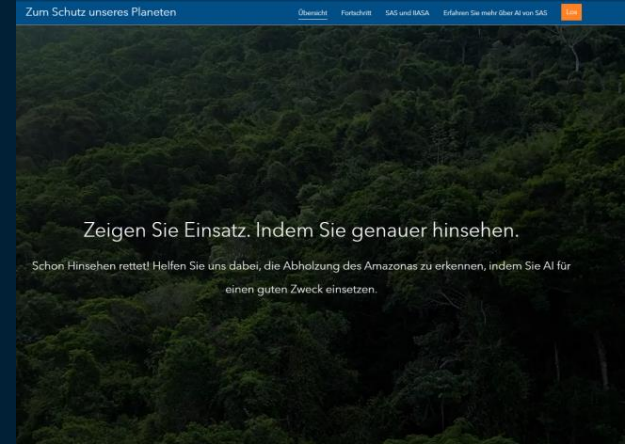 Zum Schutz unseres Planeten
Übersicht Fortschritt SAS und IIASA Erfahren Sie mehr über AI von SAS Los
Zeigen Sie Einsatz. Indem Sie genauer hinsehen.
Schon Hinsehen rettet! Helfen Sie uns dabei, die Abholzung des Amazonas zu erkennen, indem Sie AI für
einen guten Zweck einsetzen.